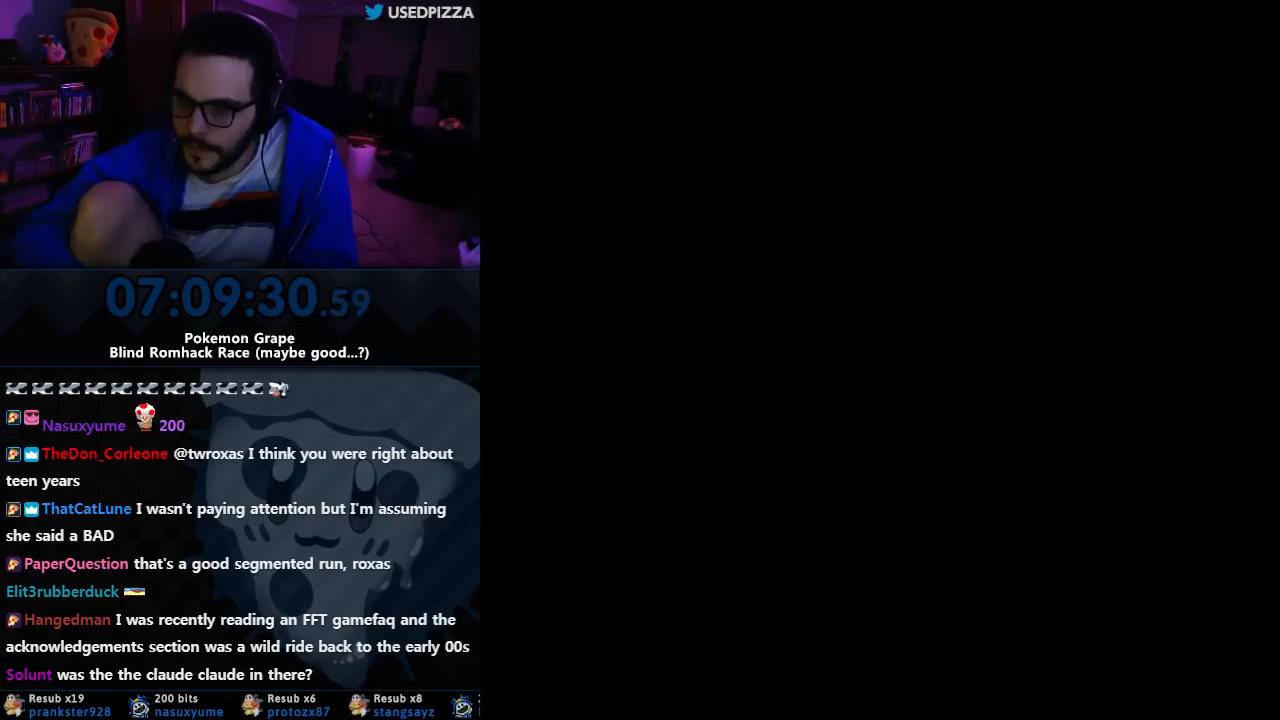 USEDPIZZA
07:09:30.59
Pokemon Grape
Blind Romhack Race (maybe good...?)
Nasuxyume 200
TheDon_Corleone @twroxas I think you were right about
teen years
ThatCatLune I wasn't paying attention but I'm assuming
she said a BAD
PaperQuestion that's a good segmented run, roxas
Elit3rubberduck
Hangedman I was recently reading an FFT gamefaq and the
acknowledgements section was a wild ride back to the early 00s
Solunt was the the claude claude in there?
Resub x19 200 bits Resub x6 Resub x8
prankster928 nasuxyume protozx87 stangsayz